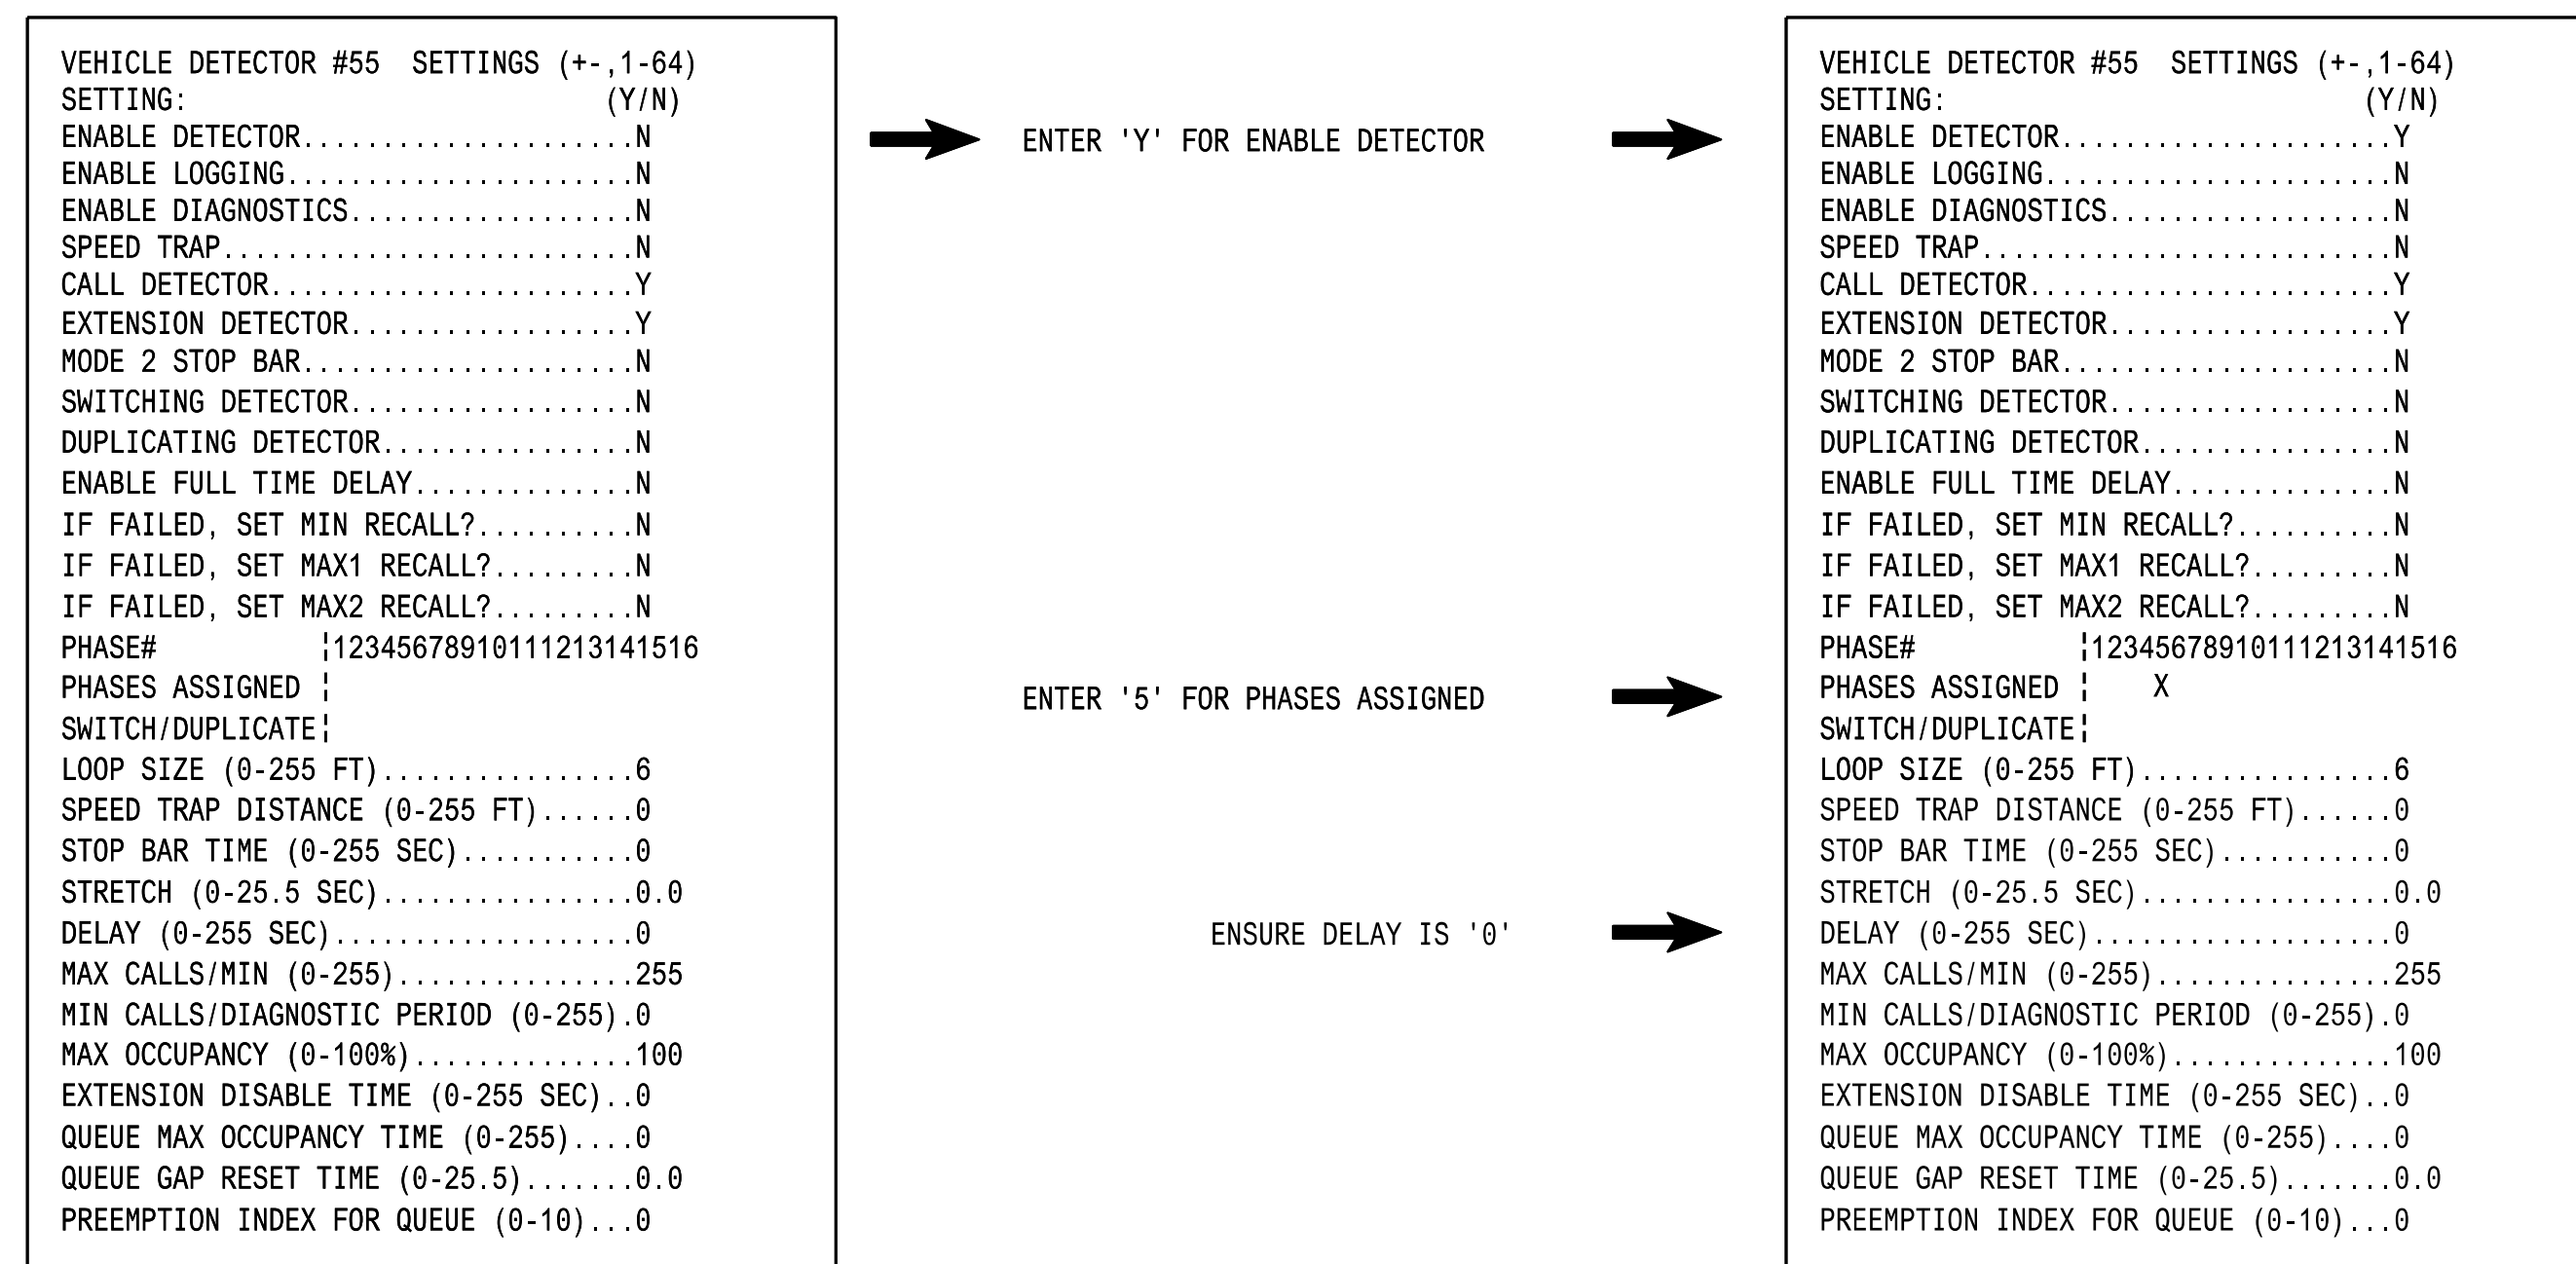 VEHICLE DETECTOR #55  SETTINGS (+-,1-64)
SETTING:                          (Y/N)
ENABLE DETECTOR.....................N
ENABLE LOGGING......................N
ENABLE DIAGNOSTICS..................N
SPEED TRAP..........................N
CALL DETECTOR.......................Y
EXTENSION DETECTOR..................Y
MODE 2 STOP BAR.....................N
SWITCHING DETECTOR..................N
DUPLICATING DETECTOR................N
ENABLE FULL TIME DELAY..............N
IF FAILED, SET MIN RECALL?..........N
IF FAILED, SET MAX1 RECALL?.........N
IF FAILED, SET MAX2 RECALL?.........N
PHASE#          ¦12345678910111213141516
PHASES ASSIGNED ¦
SWITCH/DUPLICATE¦
LOOP SIZE (0-255 FT)................6
SPEED TRAP DISTANCE (0-255 FT)......0
STOP BAR TIME (0-255 SEC)...........0
STRETCH (0-25.5 SEC)................0.0
DELAY (0-255 SEC)...................0
MAX CALLS/MIN (0-255)...............255
MIN CALLS/DIAGNOSTIC PERIOD (0-255).0
MAX OCCUPANCY (0-100%)..............100
EXTENSION DISABLE TIME (0-255 SEC)..0
QUEUE MAX OCCUPANCY TIME (0-255)....0
QUEUE GAP RESET TIME (0-25.5).......0.0
PREEMPTION INDEX FOR QUEUE (0-10)...0
ENTER 'Y' FOR ENABLE DETECTOR
ENTER '5' FOR PHASES ASSIGNED
ENSURE DELAY IS '0'
VEHICLE DETECTOR #55  SETTINGS (+-,1-64)
SETTING:                          (Y/N)
ENABLE DETECTOR.....................Y
ENABLE LOGGING......................N
ENABLE DIAGNOSTICS..................N
SPEED TRAP..........................N
CALL DETECTOR.......................Y
EXTENSION DETECTOR..................Y
MODE 2 STOP BAR.....................N
SWITCHING DETECTOR..................N
DUPLICATING DETECTOR................N
ENABLE FULL TIME DELAY..............N
IF FAILED, SET MIN RECALL?..........N
IF FAILED, SET MAX1 RECALL?.........N
IF FAILED, SET MAX2 RECALL?.........N
PHASE#          ¦12345678910111213141516
PHASES ASSIGNED ¦    X
SWITCH/DUPLICATE¦
LOOP SIZE (0-255 FT)................6
SPEED TRAP DISTANCE (0-255 FT)......0
STOP BAR TIME (0-255 SEC)...........0
STRETCH (0-25.5 SEC)................0.0
DELAY (0-255 SEC)...................0
MAX CALLS/MIN (0-255)...............255
MIN CALLS/DIAGNOSTIC PERIOD (0-255).0
MAX OCCUPANCY (0-100%)..............100
EXTENSION DISABLE TIME (0-255 SEC)..0
QUEUE MAX OCCUPANCY TIME (0-255)....0
QUEUE GAP RESET TIME (0-25.5).......0.0
PREEMPTION INDEX FOR QUEUE (0-10)...0